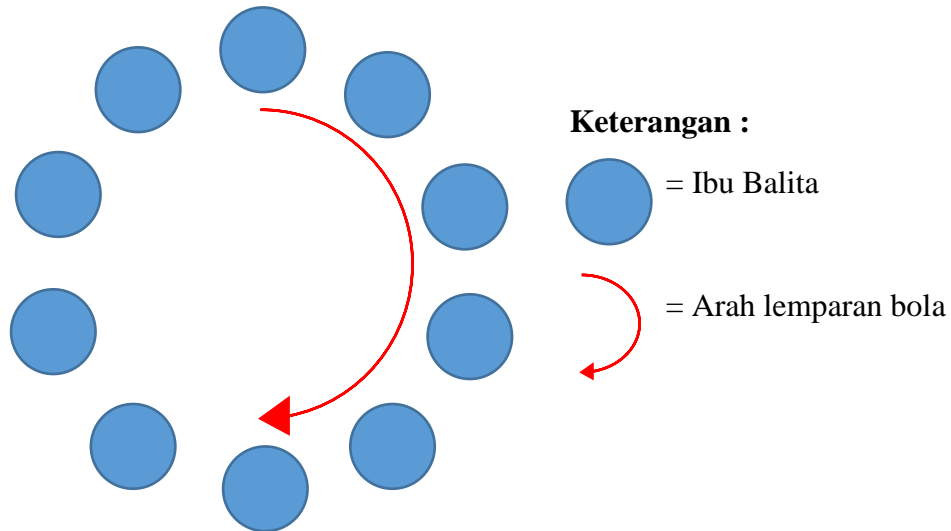 Keterangan :
= Ibu Balita
= Arah lemparan bola